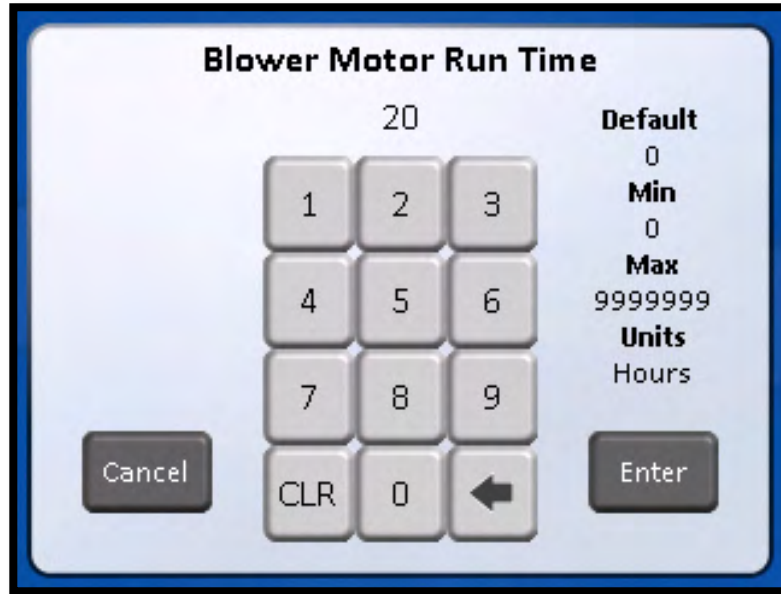 Blower Motor Run Time
20
1 2 3
4 5 6
7 8 9
CLR 0
Default
0
Min
0
Max
9999999
Units
Hours
Cancel
Enter